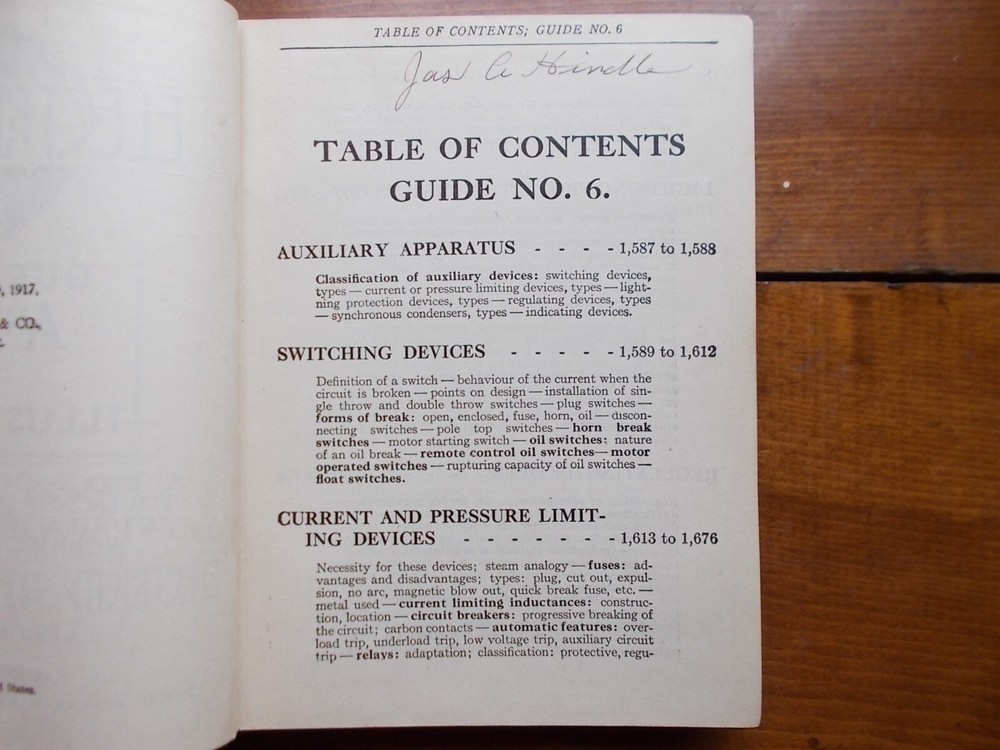 , 1917,
& CO.,
States.
TABLE OF CONTENTS; GUIDE NO. 6
Jas A Hindle
TABLE OF CONTENTS
GUIDE NO. 6.
AUXILIARY APPARATUS - - - - 1,587 to 1,588
Classification of auxiliary devices: switching devices,
types — current or pressure limiting devices, types — light-
ning protection devices, types — regulating devices, types
— synchronous condensers, types — indicating devices.
SWITCHING DEVICES - - - - 1,589 to 1,612
Definition of a switch — behaviour of the current when the
circuit is broken — points on design — installation of sin-
gle throw and double throw switches — plug switches —
forms of break: open, enclosed, fuse, horn, oil — discon-
necting switches — pole top switches — horn break
switches — motor starting switch — oil switches: nature
of an oil break — remote control oil switches— motor
operated switches — rupturing capacity of oil switches —
float switches.
CURRENT AND PRESSURE LIMIT-
ING DEVICES - - - - - - - 1,613 to 1,676
Necessity for these devices; steam analogy — fuses: ad-
vantages and disadvantages; types: plug, cut out, expul-
sion, no arc, magnetic blow out, quick break fuse, etc. —
metal used — current limiting inductances: construc-
tion, location — circuit breakers: progressive breaking of
the circuit; carbon contacts — automatic features: over-
load trip, underload trip, low voltage trip, auxiliary circuit
trip — relays: adaptation; classification: protective, regu-